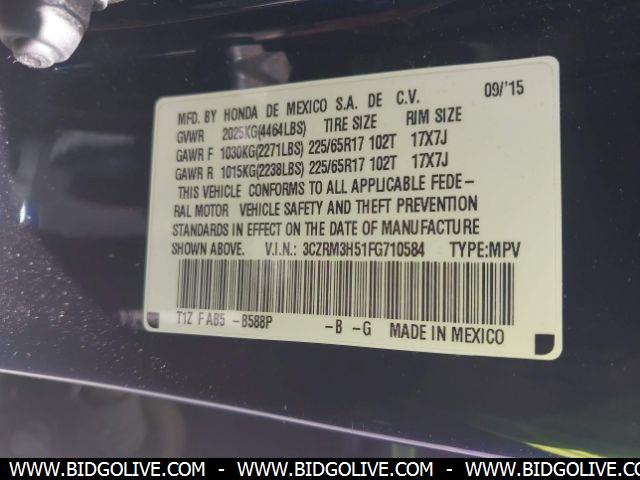 MFD. BY HONDA DE MEXICO S.A. DE C.V. 09/'15
GVWR 2025KG(4464LBS) TIRE SIZE RIM SIZE
GAWR F 1030KG(2271LBS) 225/65R17 102T 17X7J
GAWR R 1015KG(2238LBS) 225/65R17 102T 17X7J
THIS VEHICLE CONFORMS TO ALL APPLICABLE FEDE-
RAL MOTOR VEHICLE SAFETY AND THEFT PREVENTION
STANDARDS IN EFFECT ON THE DATE OF MANUFACTURE
SHOWN ABOVE. V.I.N.: 3CZRM3H51FG710584 TYPE:MPV
T1Z F AB5 -B588P -B -G MADE IN MEXICO
WWW.BIDGOLIVE.COM - WWW.BIDGOLIVE.COM - WWW.BIDGOLIVE.COM